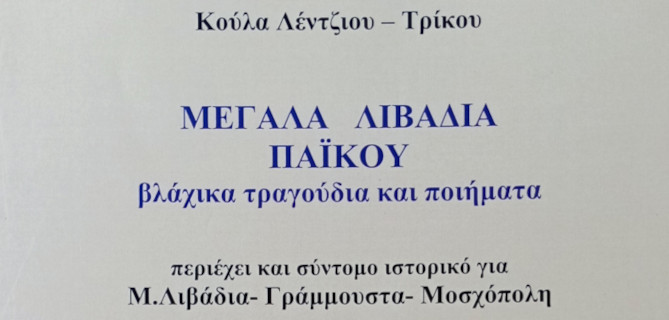 Κούλα Λέντζιου – Τρίκου
ΜΕΓΑΛΑ ΛΙΒΑΔΙΑ
ΠΑΪΚΟΥ
βλάχικα τραγούδια και ποιήματα
περιέχει και σύντομο ιστορικό για
Μ.Λιβάδια- Γράμμουστα- Μοσχόπολη